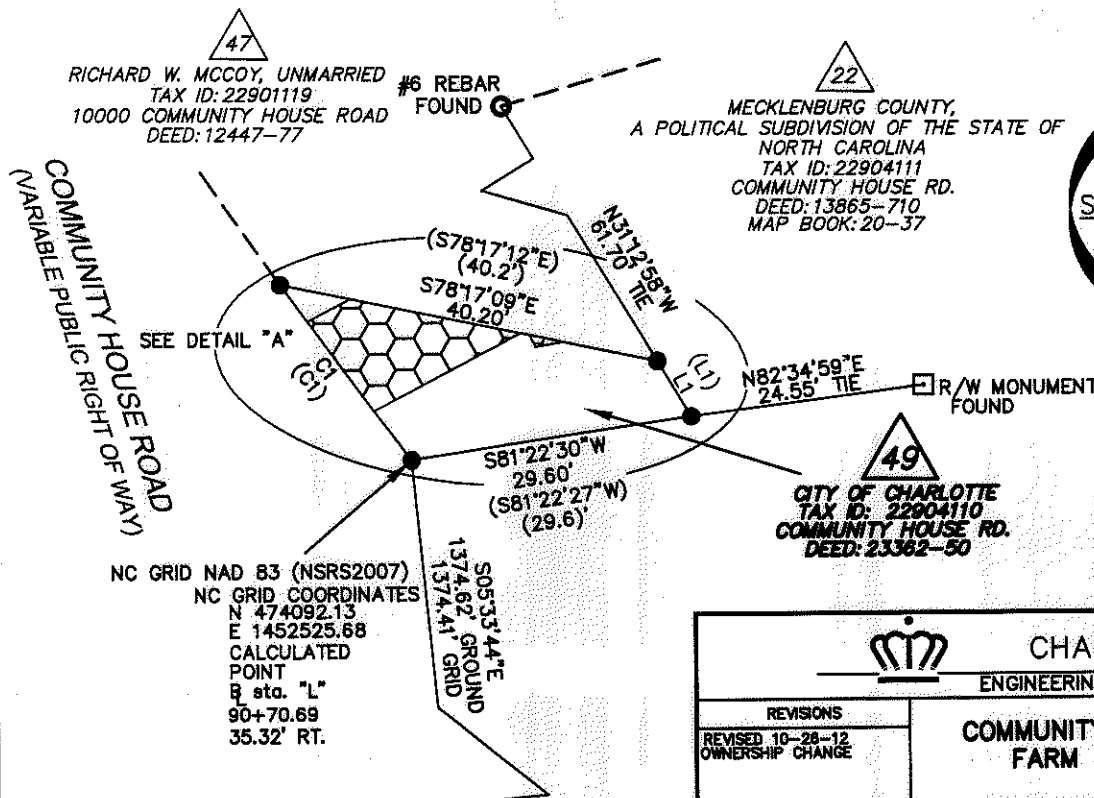 47
RICHARD W. MCCOY, UNMARRIED
TAX ID: 22901119
10000 COMMUNITY HOUSE ROAD
DEED: 12447-77
#6 REBAR
FOUND
22
MECKLENBURG COUNTY,
A POLITICAL SUBDIVISION OF THE STATE OF
NORTH CAROLINA
TAX ID: 22904111
COMMUNITY HOUSE RD.
DEED: 13865-710
MAP BOOK: 20-37
S
COMMUNITY HOUSE ROAD
(VARIABLE PUBLIC RIGHT OF WAY)
N31°12'58"W
61.70' TIE
(S78°17'12"E)
(40.2')
S78°17'09"E
40.20'
SEE DETAIL "A"
C1
(C1)
(L1)
L1
N82°34'59"E
24.55' TIE
R/W MONUMENT
FOUND
S81°22'30"W
29.60'
(S81°22'27"W)
(29.6)'
49
CITY OF CHARLOTTE
TAX ID: 22904110
COMMUNITY HOUSE RD.
DEED: 23362-50
NC GRID NAD 83 (NSRS2007)
NC GRID COORDINATES
N 474092.13
E 1452525.68
CALCULATED
POINT
BL sta. "L"
90+70.69
35.32' RT.
S05°33'44"E
1374.62' GROUND
1374.41' GRID
CHA
ENGINEERIN
REVISIONS
REVISED 10-26-12
OWNERSHIP CHANGE
COMMUNITY
FARM